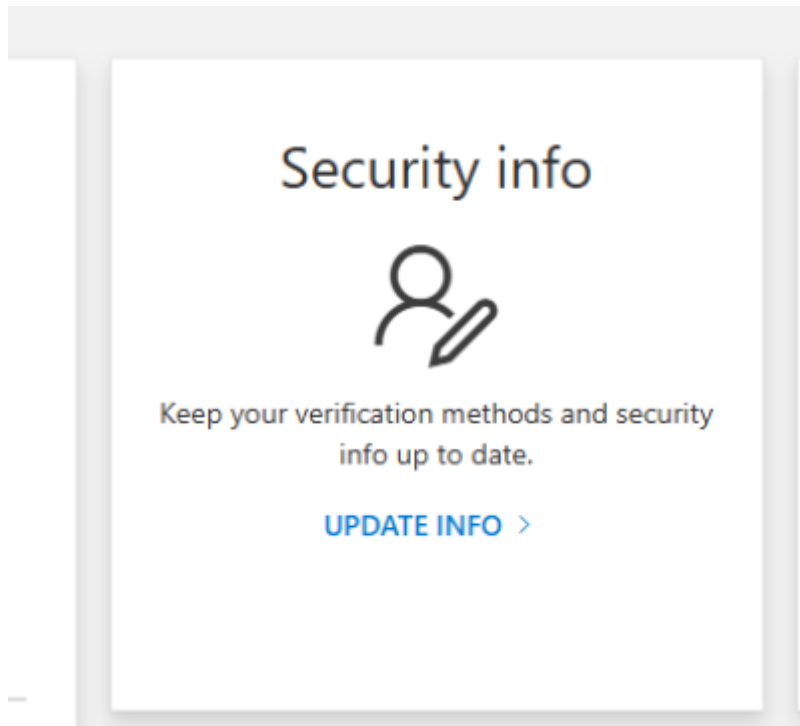 Security info
Keep your verification methods and security
info up to date.
UPDATE INFO >